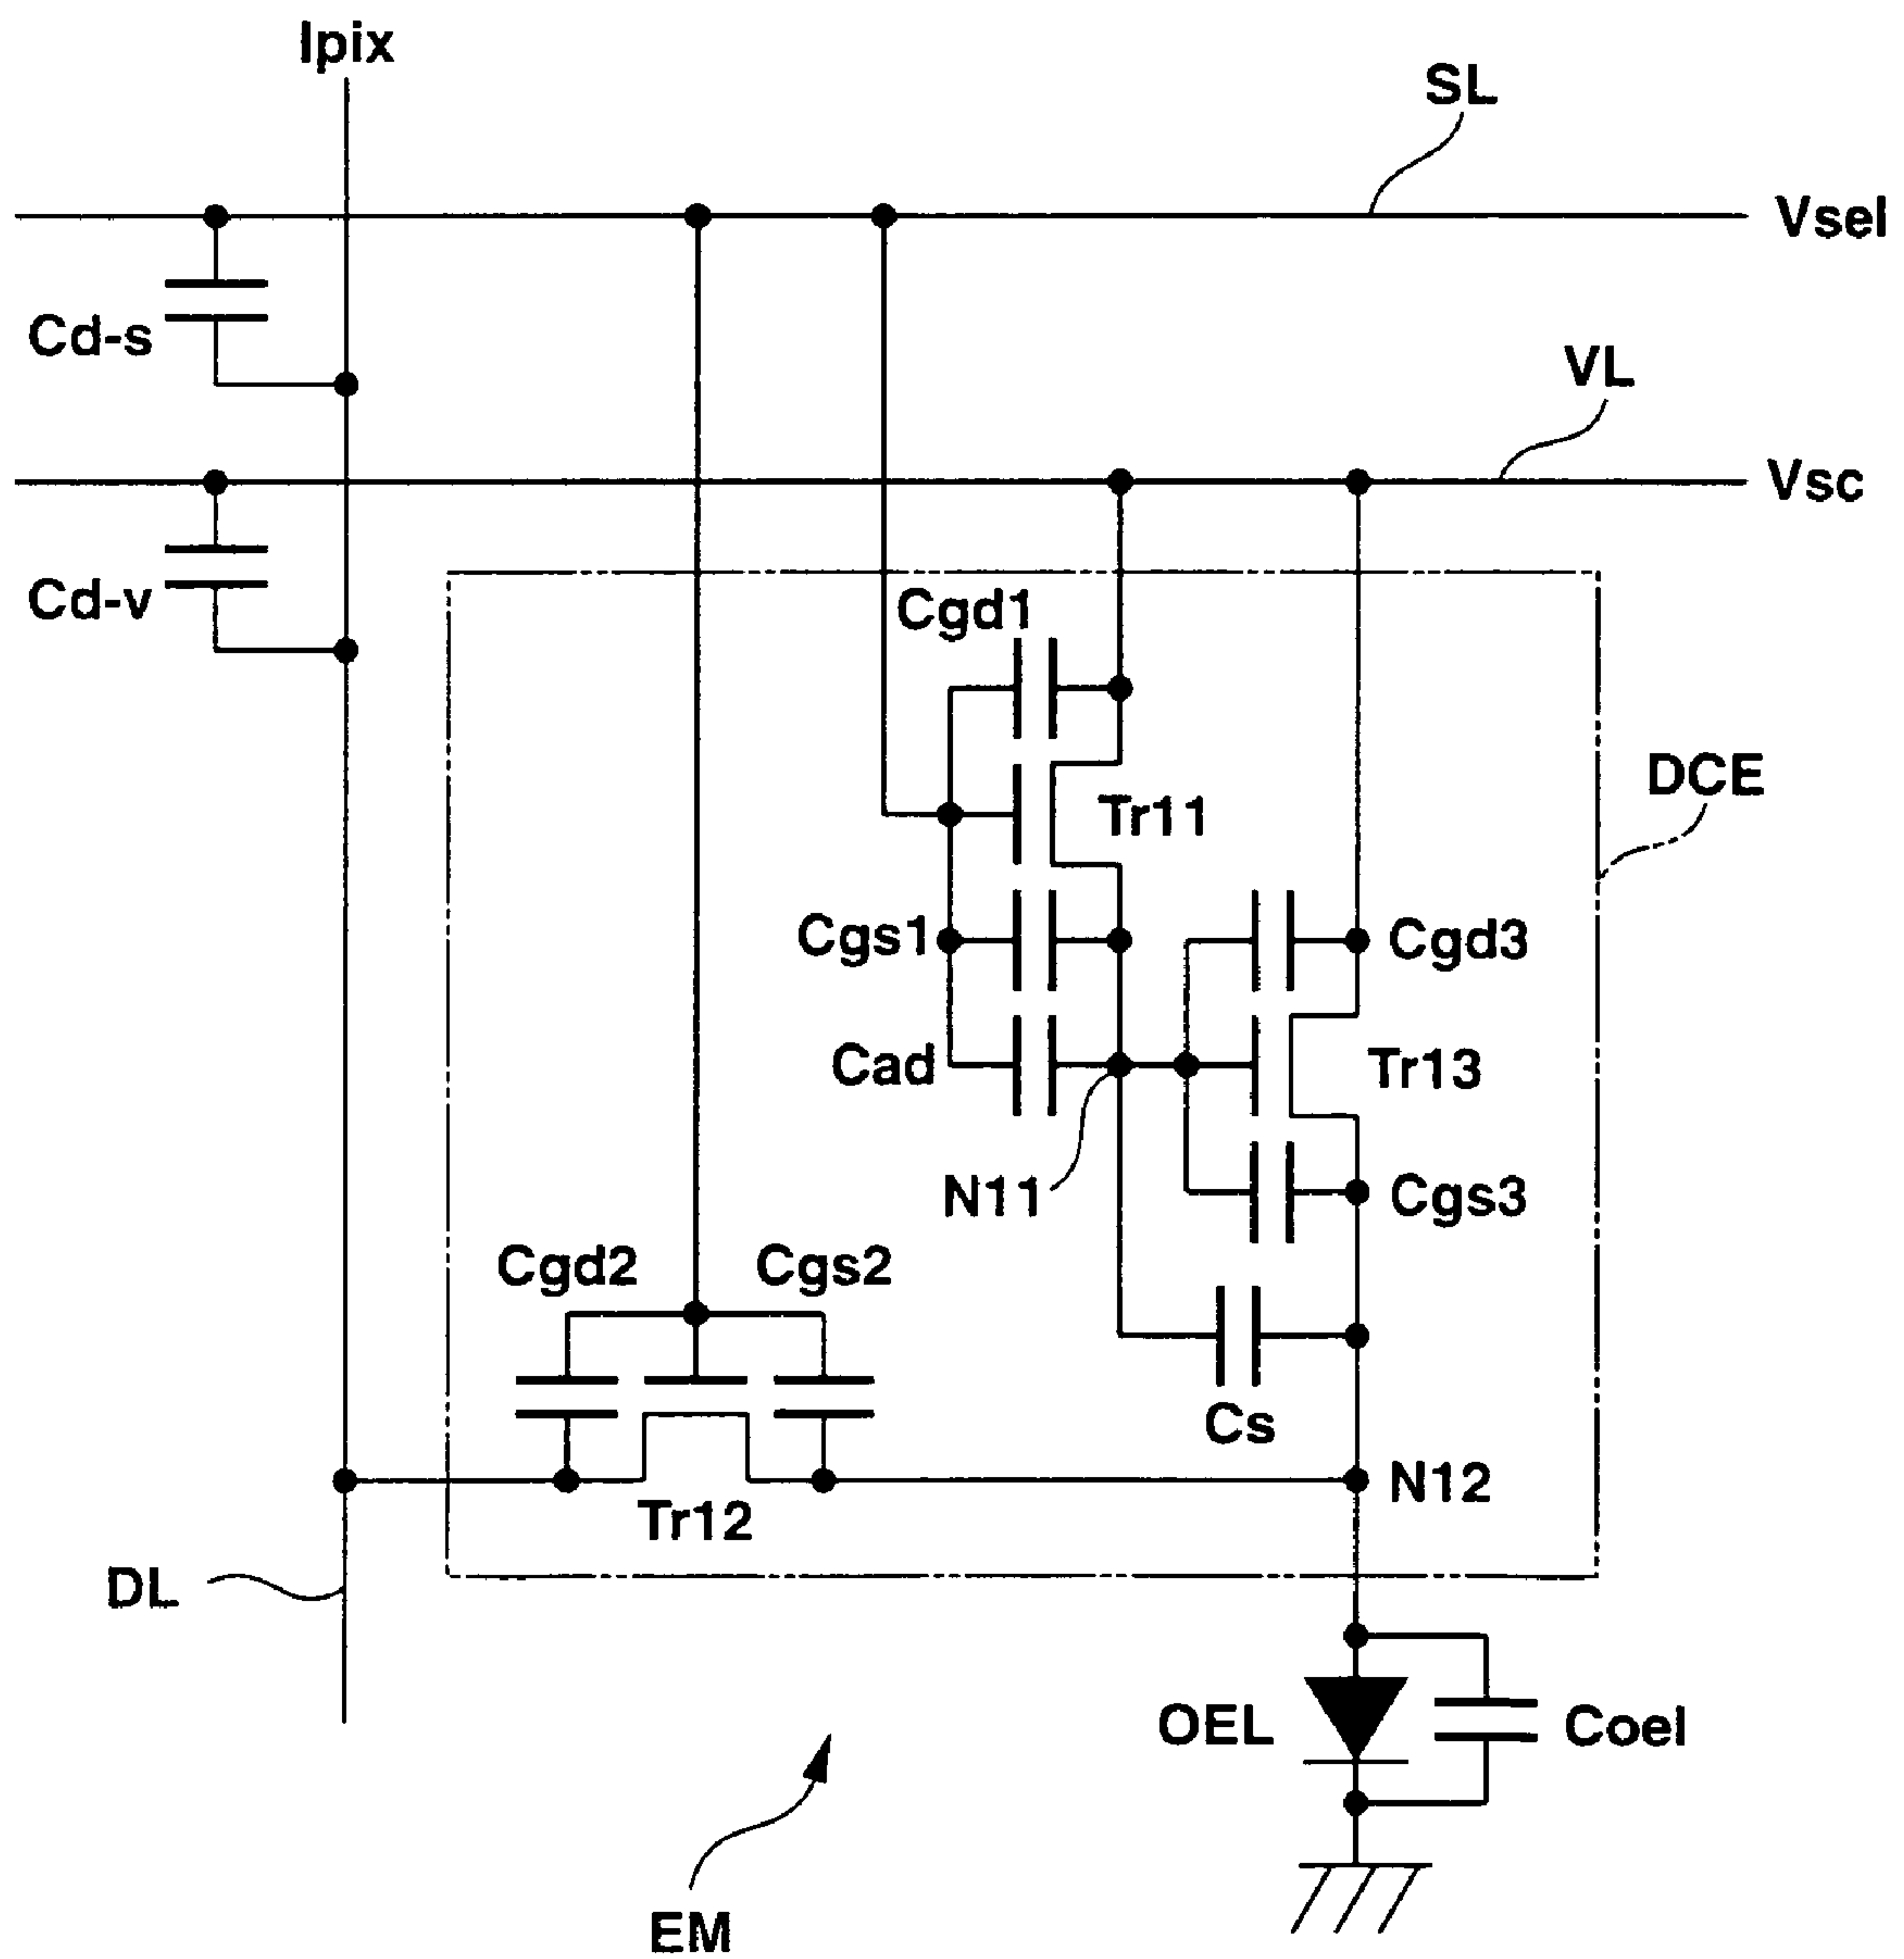 Ipix
SL
Vsel
Cd-s
VL
Vsc
Cd-v
Cgd1
DCE
Tr11
Cgs1
Cgd3
Cad
Tr13
N11
Cgs3
Cgd2
Cgs2
Cs
N12
Tr12
DL
OEL
Coel
EM